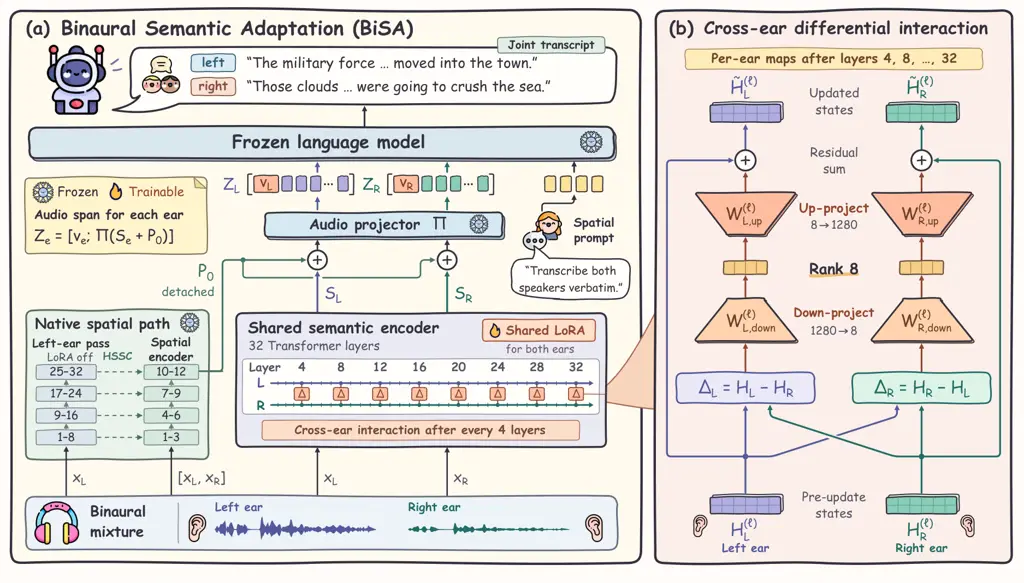 (a) Binaural Semantic Adaptation (BiSA)
Joint transcript
left "The military force ... moved into the town."
right "Those clouds ... were going to crush the sea."
Frozen language model
Z_L [ v_L ... ] Z_R [ v_R ... ]
Frozen Trainable
Audio span for each ear
Z_e = [v_e; Π(S_e + P_0)]
Audio projector Π
Spatial
prompt
"Transcribe both
speakers verbatim."
P_0
detached
S_L S_R
Native spatial path
Left-ear pass
LoRA off
HSSC
Spatial
encoder
25-32 10-12
17-24 7-9
9-16 4-6
1-8 1-3
Shared semantic encoder
32 Transformer layers
Shared LoRA
for both ears
Layer 4 8 12 16 20 24 28 32
L
Δ Δ Δ Δ Δ Δ Δ Δ
R
Cross-ear interaction after every 4 layers
x_L [x_L, x_R] x_L x_R
Binaural
mixture
Left ear
Right ear
(b) Cross-ear differential interaction
Per-ear maps after layers 4, 8, ..., 32
H̃_L^(ℓ) H̃_R^(ℓ)
Updated
states
+ Residual +
sum
W_L,up^(ℓ) W_R,up^(ℓ)
Up-project
8→1280
Rank 8
W_L,down^(ℓ) W_R,down^(ℓ)
Down-project
1280→8
Δ_L = H_L − H_R Δ_R = H_R − H_L
Pre-update
states
H_L^(ℓ) H_R^(ℓ)
Left ear Right ear